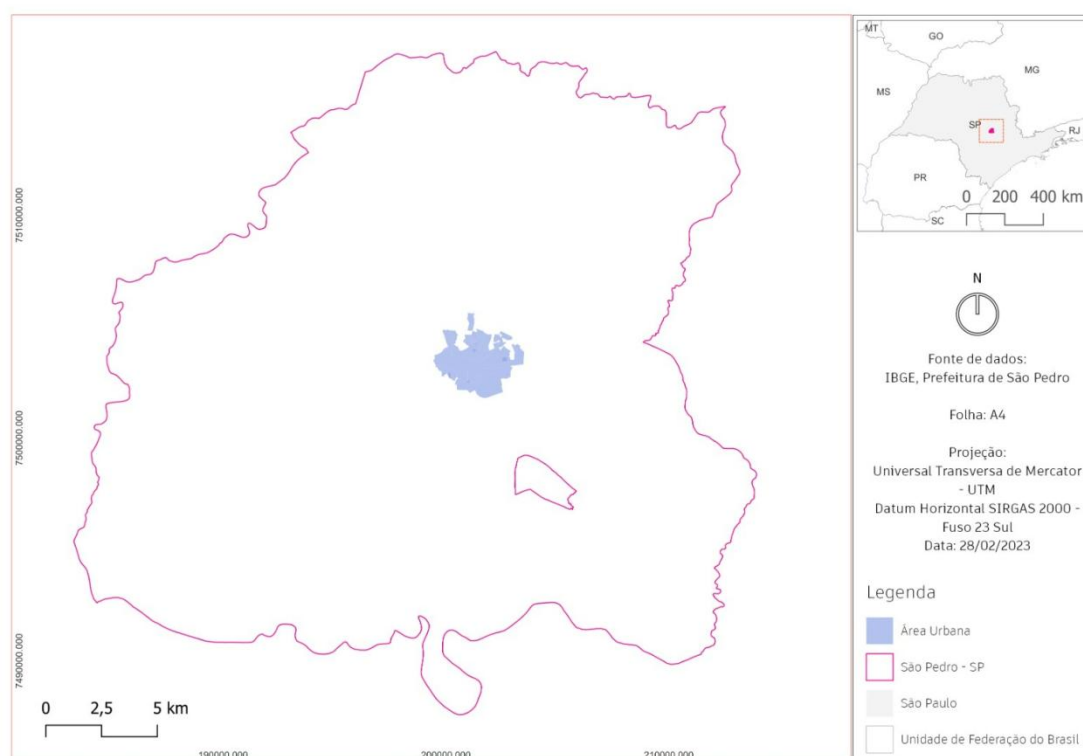 7510000.000
7500000.000
7490000.000
0 2,5 5 km
190000.000 200000.000 210000.000
MT
GO
MG
MS
SP
RJ
PR
0 200 400 km
SC
N
Fonte de dados:
IBGE, Prefeitura de São Pedro
Folha: A4
Projeção:
Universal Transversa de Mercator
- UTM
Datum Horizontal SIRGAS 2000 -
Fuso 23 Sul
Data: 28/02/2023
Legenda
Área Urbana
São Pedro - SP
São Paulo
Unidade de Federação do Brasil